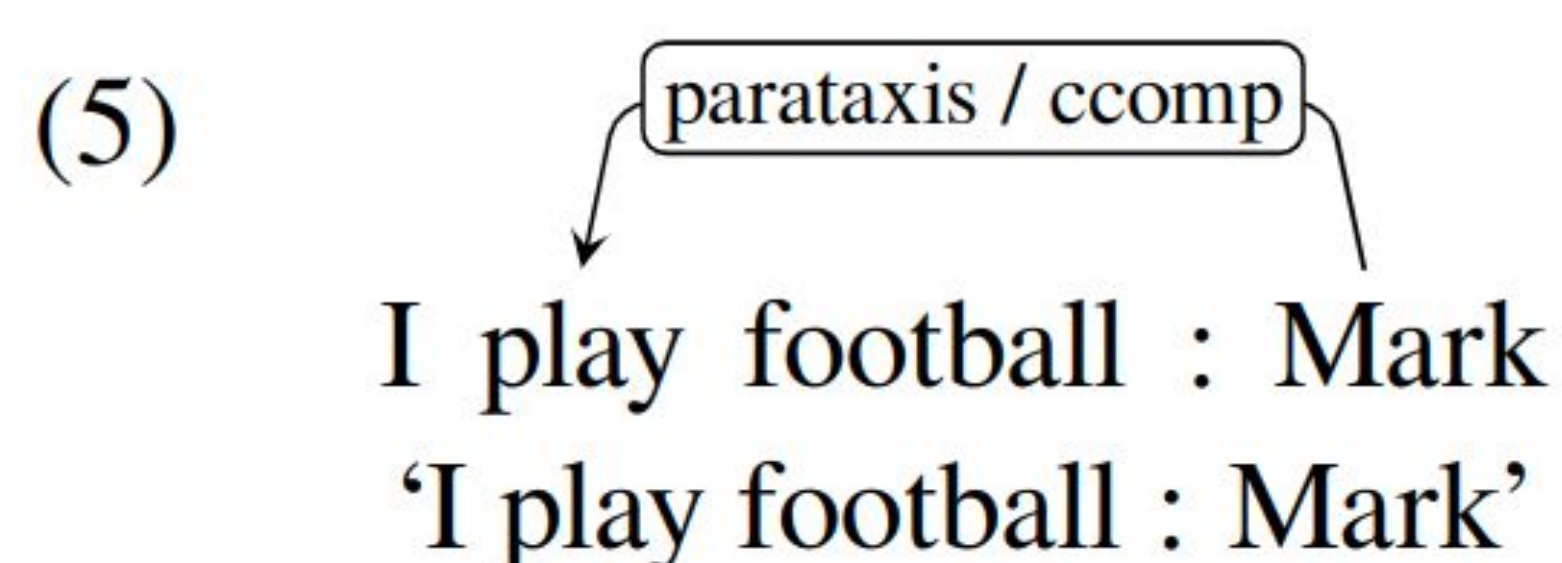 (5)
parataxis / ccomp
I play football : Mark
‘I play football : Mark’